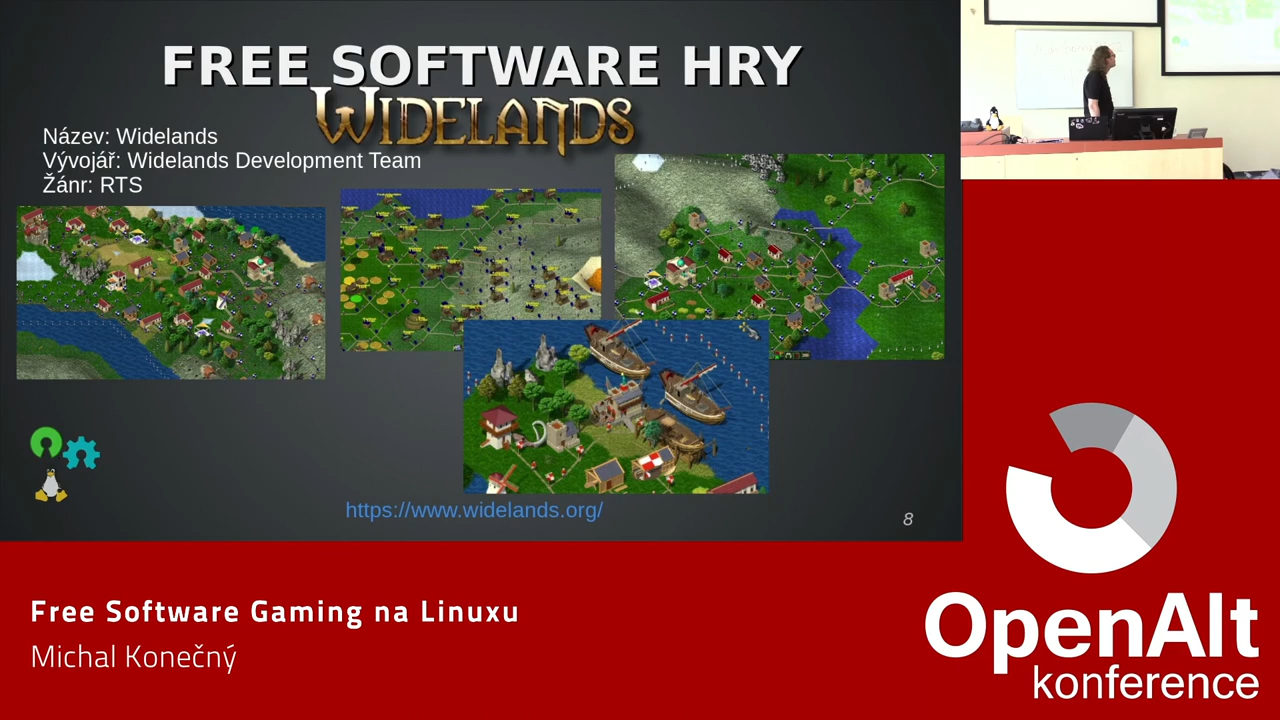 FREE SOFTWARE HRY
WIDELANDS
Název: Widelands
Vývojář: Widelands Development Team
Žánr: RTS
https://www.widelands.org/
8
Free Software Gaming na Linuxu
Michal Konečný
OpenAlt
konference